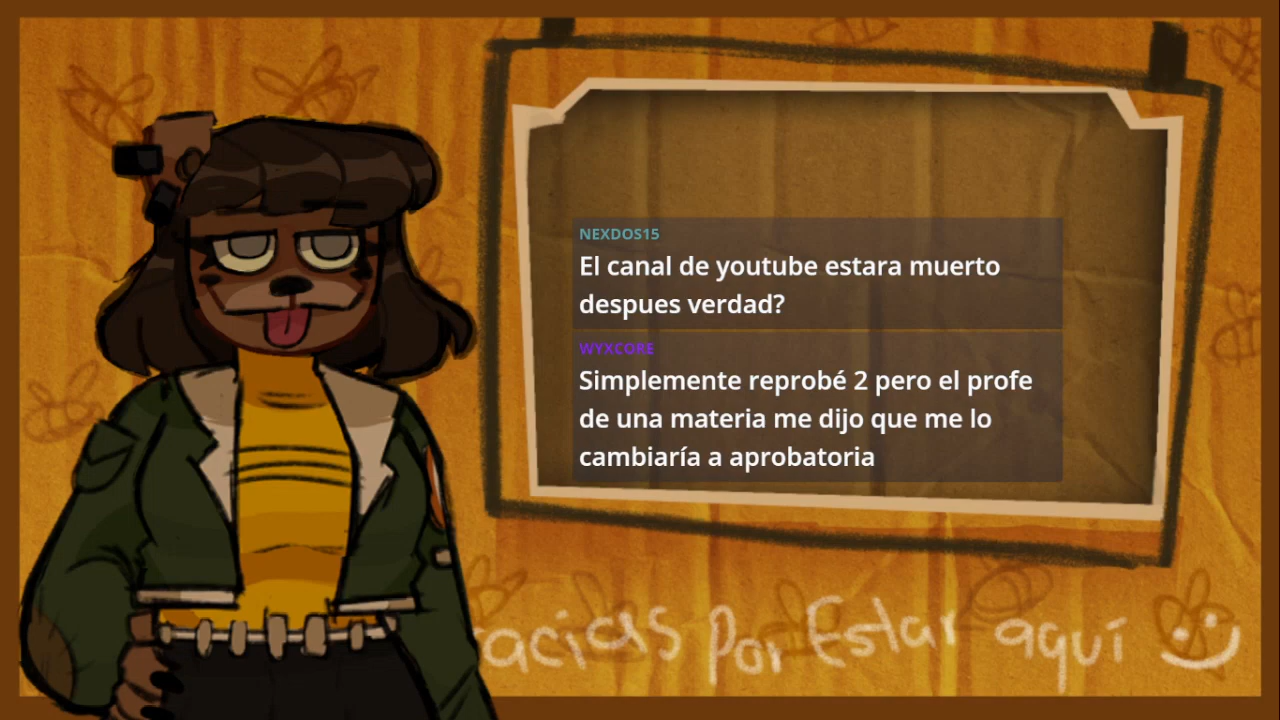 NEXDOS15
El canal de youtube estara muerto
despues verdad?
WYXCORE
Simplemente reprobé 2 pero el profe
de una materia me dijo que me lo
cambiaría a aprobatoria
racias Por Estar aquí